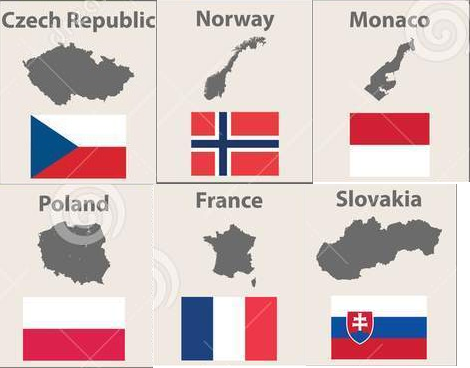 Czech Republic
Norway
Monaco
Poland
France
Slovakia